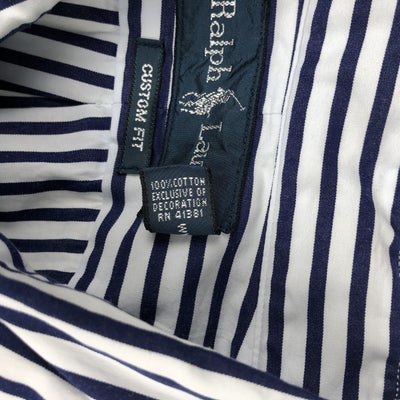 Ralph
Lau
CUSTOM FIT
100%COTTON
EXCLUSIVE OF
DECORATION
RN 41381